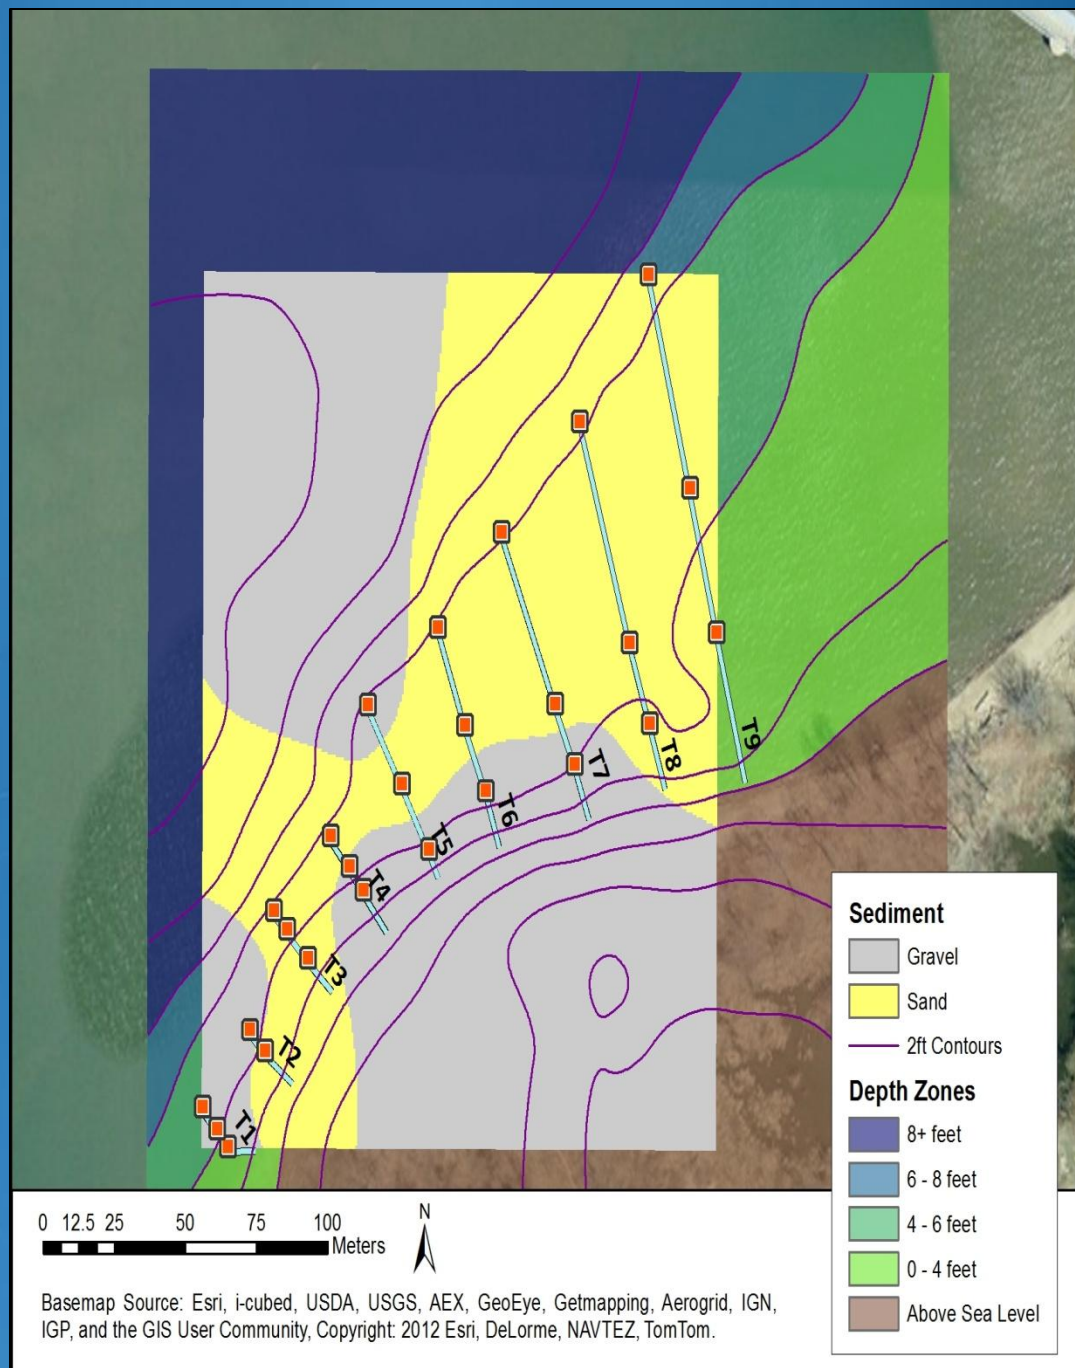 T9
T8
T7
T6
T5
T4
T3
T2
T1
Sediment
Gravel
Sand
2ft Contours
Depth Zones
8+ feet
6 - 8 feet
4 - 6 feet
0 - 4 feet
Above Sea Level
0 12.5 25 50 75 100
Meters
N
Basemap Source: Esri, i-cubed, USDA, USGS, AEX, GeoEye, Getmapping, Aerogrid, IGN,
IGP, and the GIS User Community, Copyright: 2012 Esri, DeLorme, NAVTEZ, TomTom.